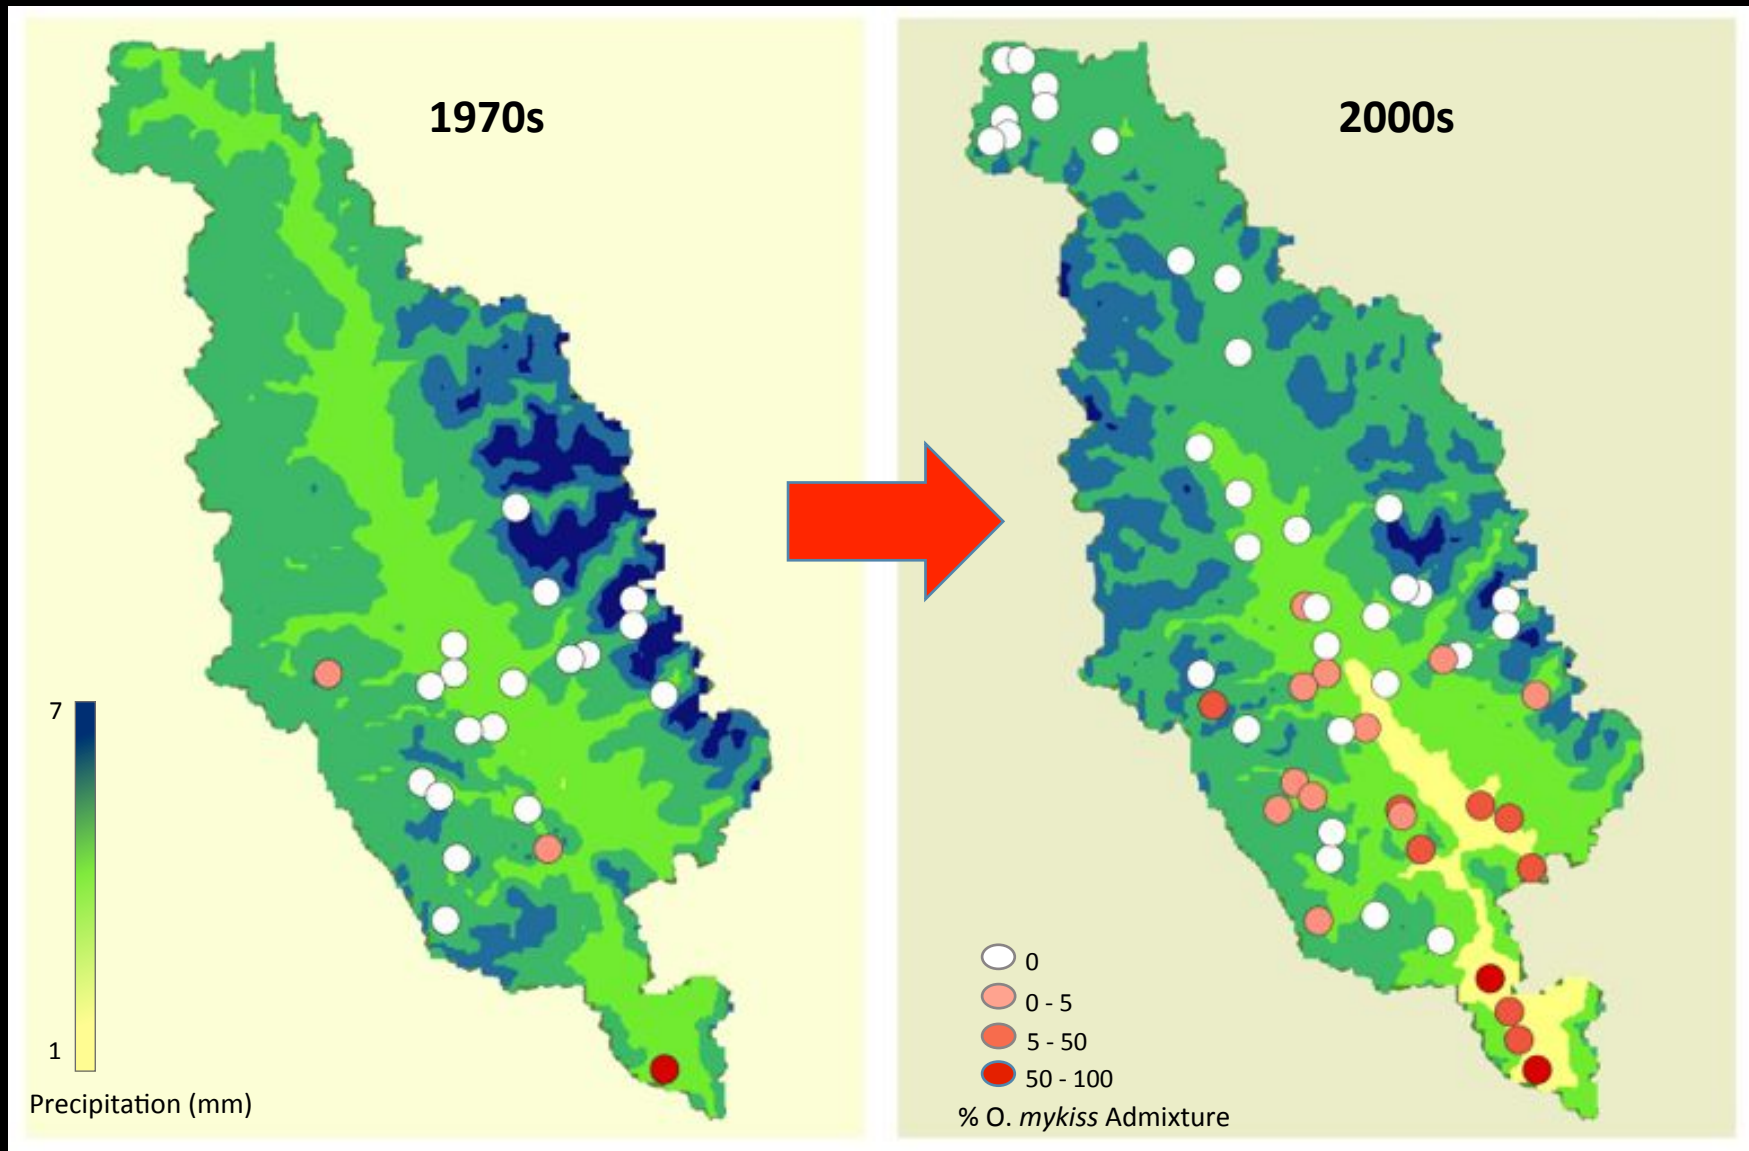 1970s
2000s
7
1
Precipitation (mm)
0
0 - 5
5 - 50
50 - 100
% O. mykiss Admixture